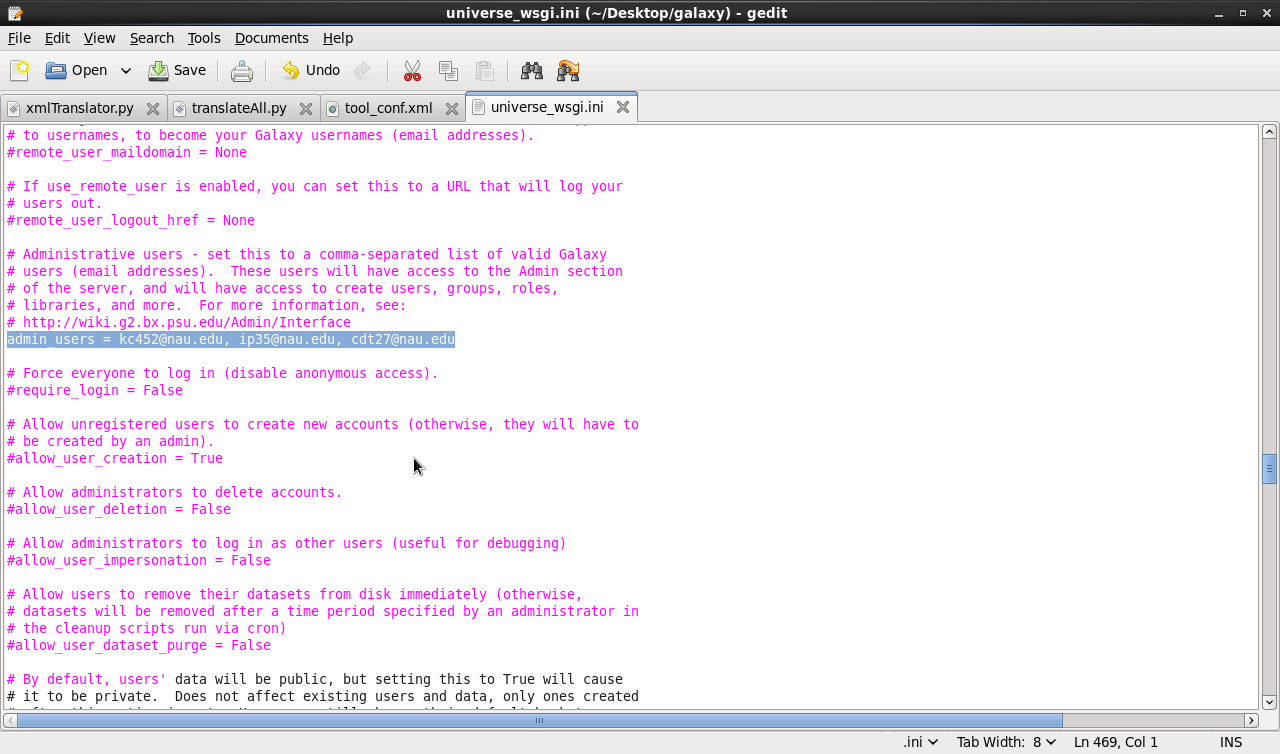 universe_wsgi.ini (~/Desktop/galaxy) - gedit
File Edit View Search Tools Documents Help
Open Save Undo
xmlTranslator.py translateAll.py tool_conf.xml universe_wsgi.ini
# to usernames, to become your Galaxy usernames (email addresses).
#remote_user_maildomain = None
# If use_remote_user is enabled, you can set this to a URL that will log your
# users out.
#remote_user_logout_href = None
# Administrative users - set this to a comma-separated list of valid Galaxy
# users (email addresses).  These users will have access to the Admin section
# of the server, and will have access to create users, groups, roles,
# libraries, and more.  For more information, see:
# http://wiki.g2.bx.psu.edu/Admin/Interface
admin_users = kc452@nau.edu, ip35@nau.edu, cdt27@nau.edu
# Force everyone to log in (disable anonymous access).
#require_login = False
# Allow unregistered users to create new accounts (otherwise, they will have to
# be created by an admin).
#allow_user_creation = True
# Allow administrators to delete accounts.
#allow_user_deletion = False
# Allow administrators to log in as other users (useful for debugging)
#allow_user_impersonation = False
# Allow users to remove their datasets from disk immediately (otherwise,
# datasets will be removed after a time period specified by an administrator in
# the cleanup scripts run via cron)
#allow_user_dataset_purge = False
# By default, users' data will be public, but setting this to True will cause
# it to be private.  Does not affect existing users and data, only ones created
.ini Tab Width: 8 Ln 469, Col 1 INS